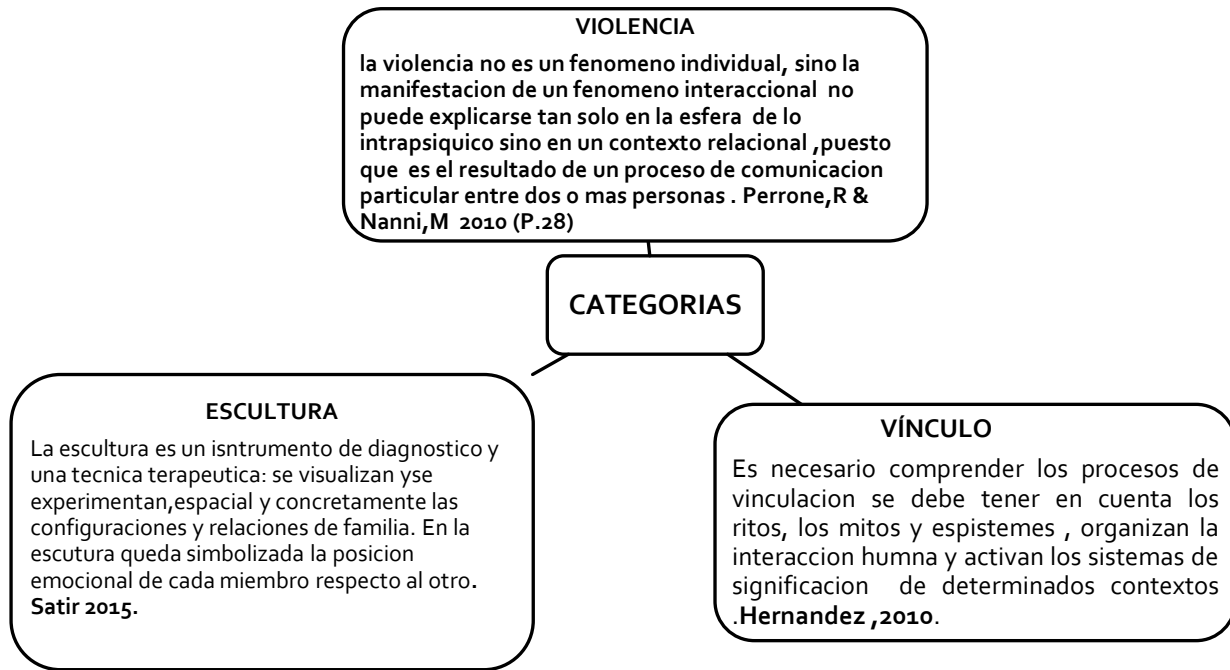 VIOLENCIA
la violencia no es un fenomeno individual, sino la
manifestacion de un fenomeno interaccional no
puede explicarse tan solo en la esfera de lo
intrapsiquico sino en un contexto relacional ,puesto
que es el resultado de un proceso de comunicacion
particular entre dos o mas personas . Perrone,R &
Nanni,M 2010 (P.28)
CATEGORIAS
ESCULTURA
La escultura es un isntrumento de diagnostico y
una tecnica terapeutica: se visualizan yse
experimentan,espacial y concretamente las
configuraciones y relaciones de familia. En la
escutura queda simbolizada la posicion
emocional de cada miembro respecto al otro.
Satir 2015.
VÍNCULO
Es necesario comprender los procesos de
vinculacion se debe tener en cuenta los
ritos, los mitos y espistemes , organizan la
interaccion humna y activan los sistemas de
significacion de determinados contextos
.Hernandez ,2010.